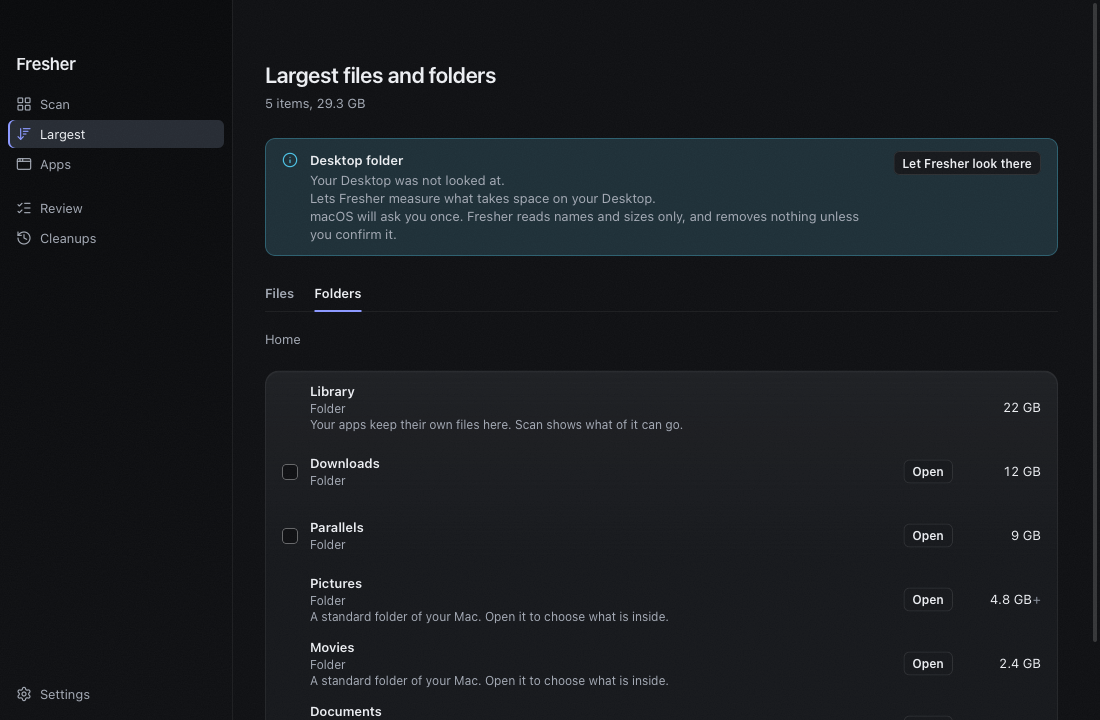 Fresher
Scan
Largest
Apps
Review
Cleanups
Settings
Largest files and folders
5 items, 29.3 GB
Desktop folder
Your Desktop was not looked at.
Lets Fresher measure what takes space on your Desktop.
macOS will ask you once. Fresher reads names and sizes only, and removes nothing unless
you confirm it.
Let Fresher look there
Files Folders
Home
Library
Folder
Your apps keep their own files here. Scan shows what of it can go.
22 GB
Downloads
Folder
Open 12 GB
Parallels
Folder
Open 9 GB
Pictures
Folder
A standard folder of your Mac. Open it to choose what is inside.
Open 4.8 GB+
Movies
Folder
A standard folder of your Mac. Open it to choose what is inside.
Open 2.4 GB
Documents